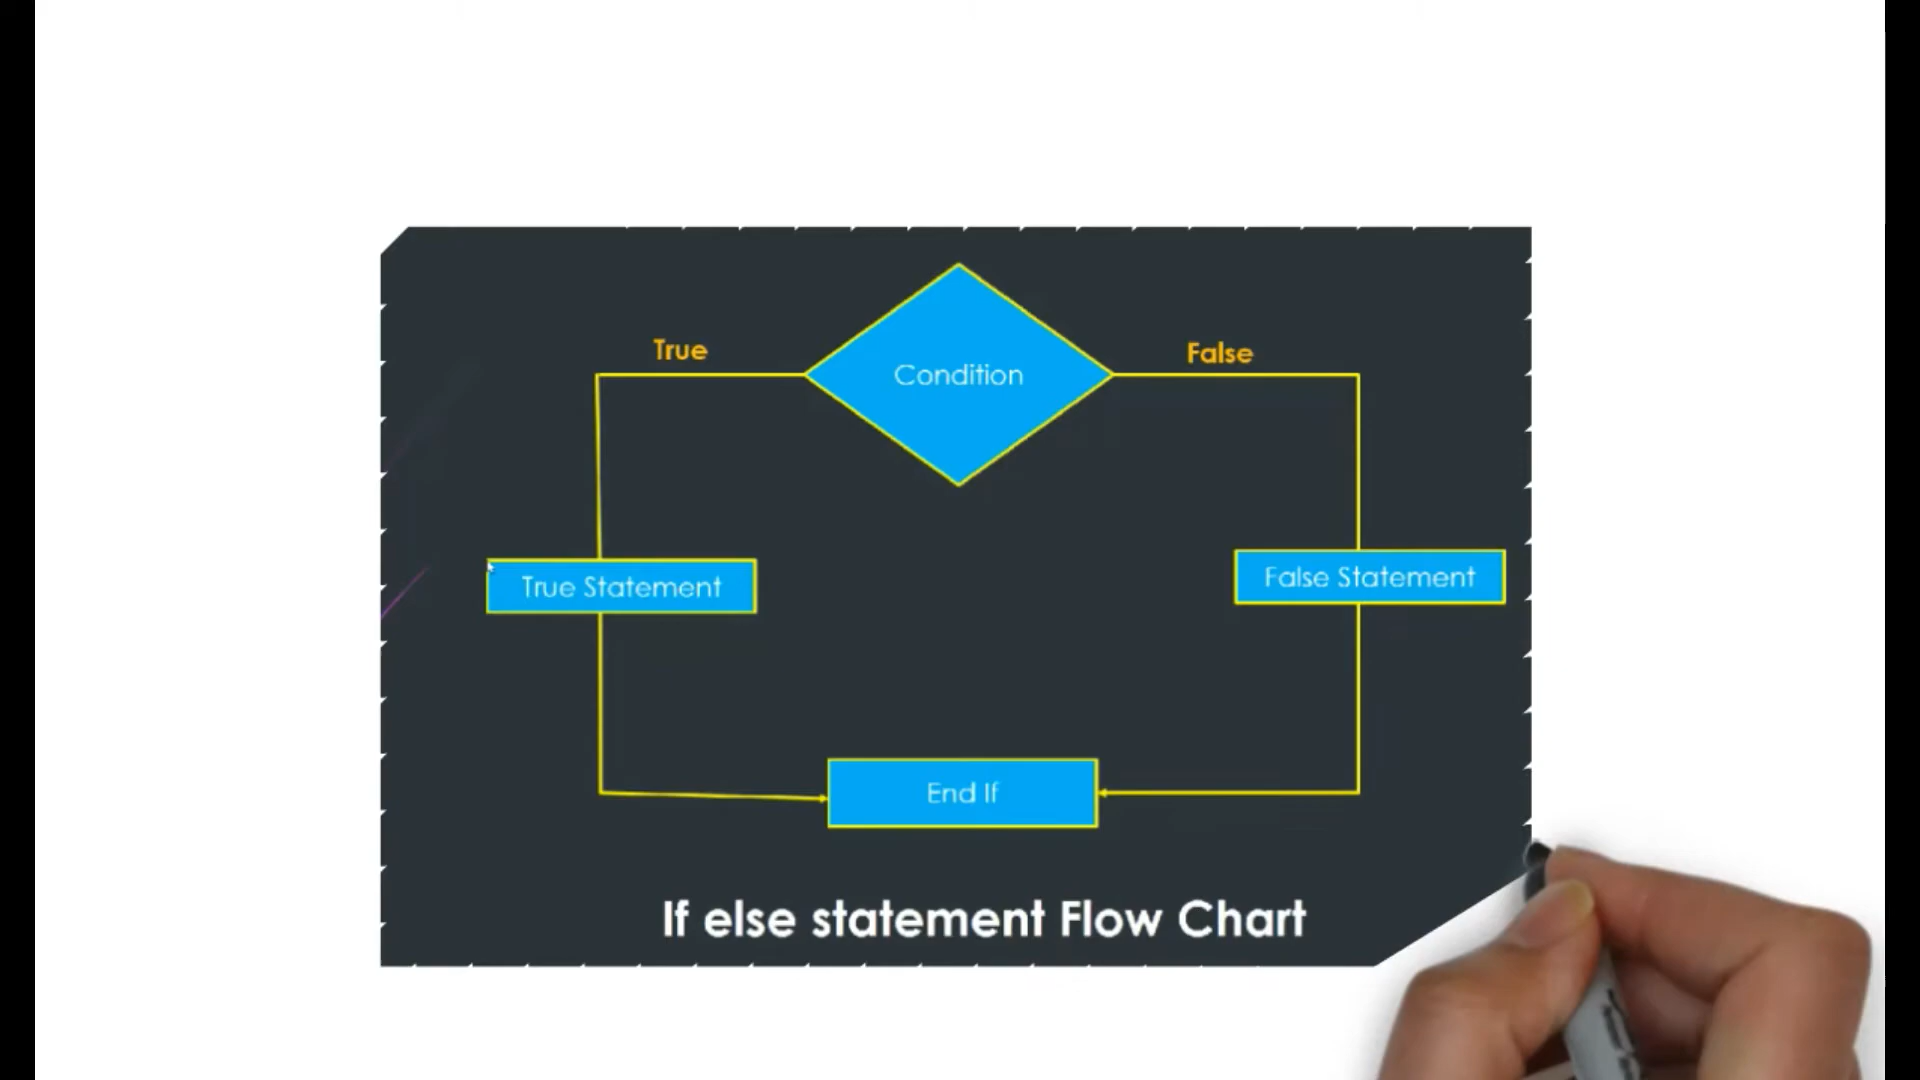 True
False
Condition
True Statement
False Statement
End If
If else statement Flow Chart